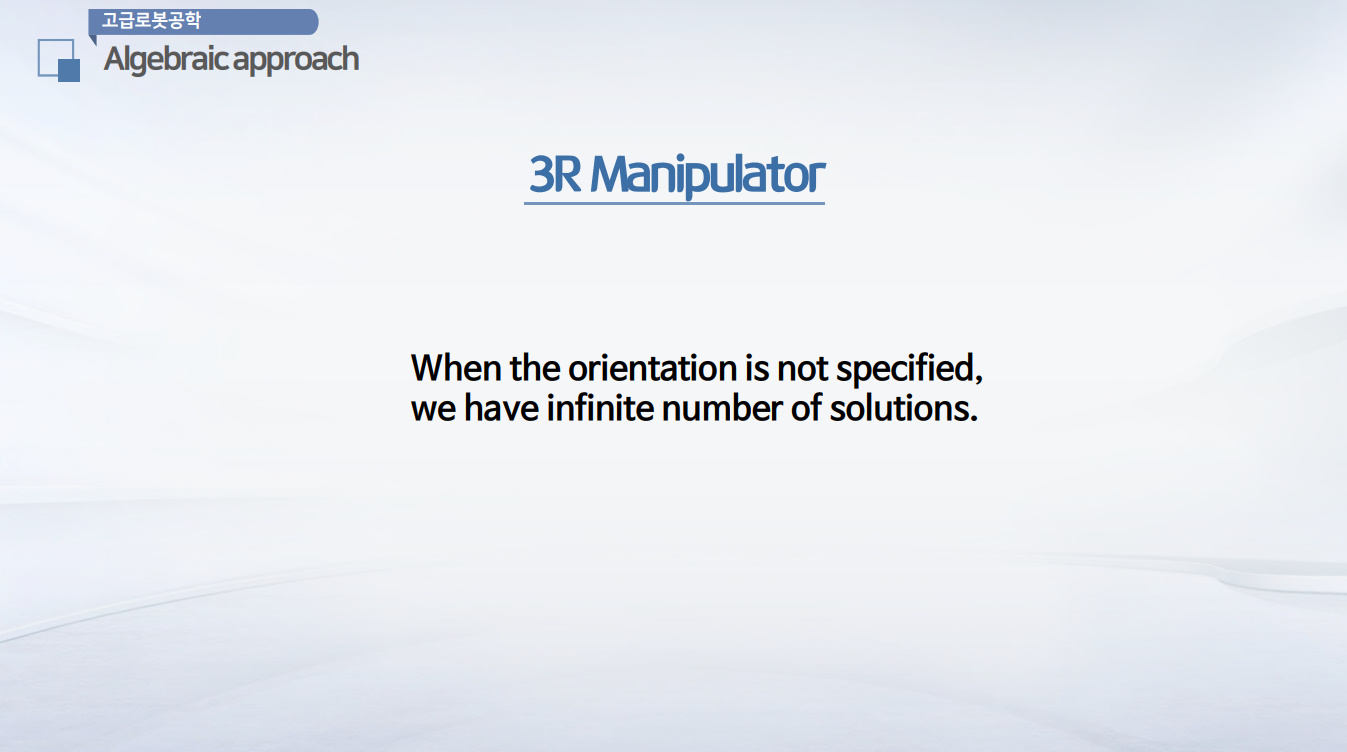 고급로봇공학
Algebraic approach
3R Manipulator
When the orientation is not specified,
we have infinite number of solutions.